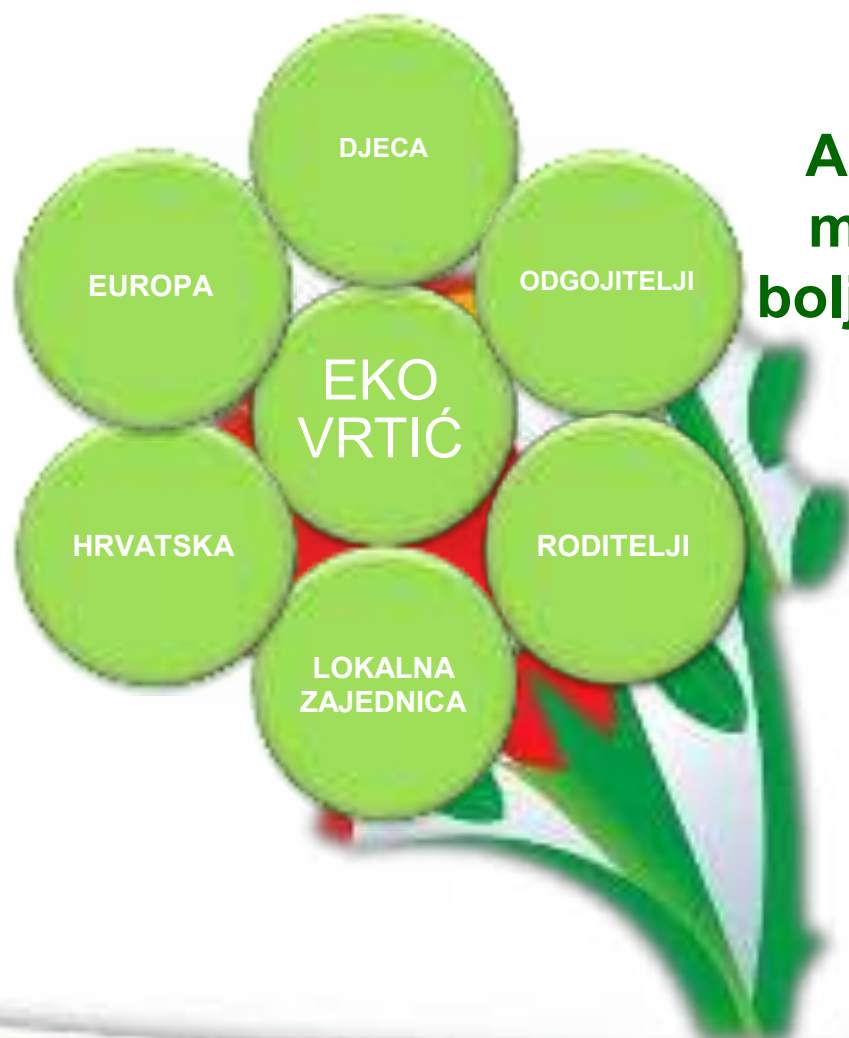 DJECA
EUROPA
ODGOJITELJI
EKO
VRTIĆ
HRVATSKA
RODITELJI
LOKALNA
ZAJEDNICA